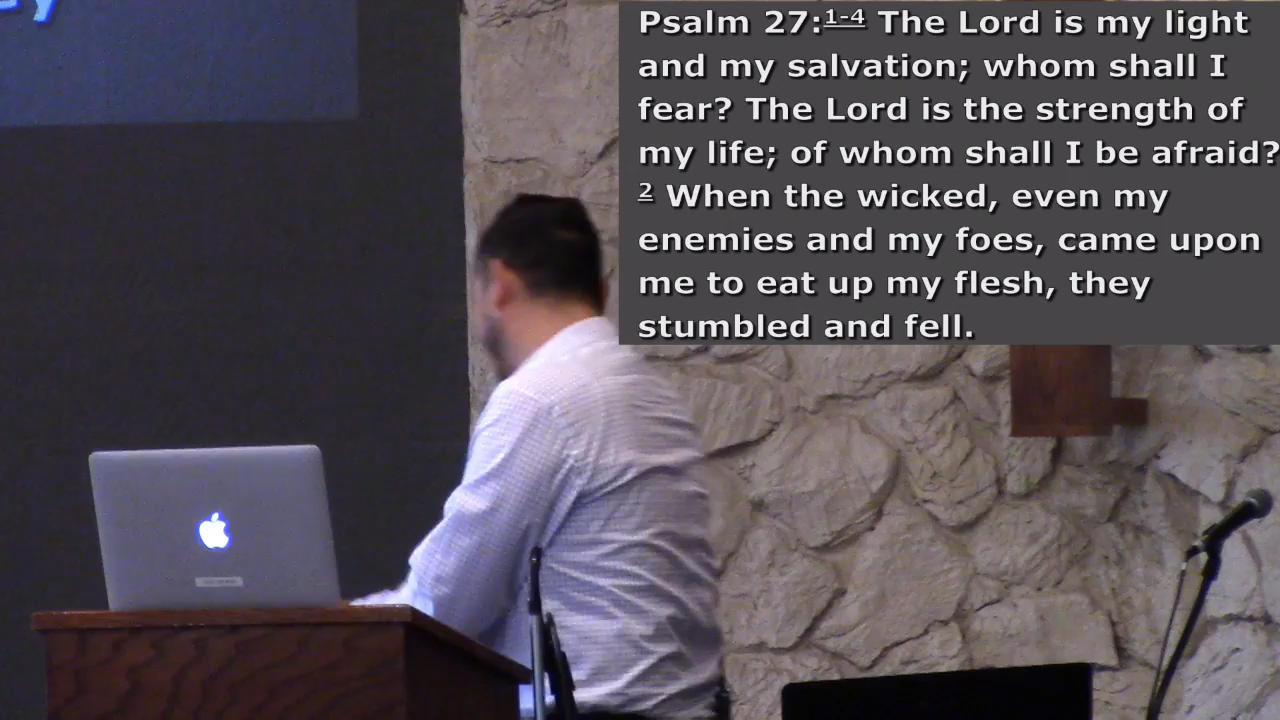 Psalm 27:1-4 The Lord is my light
and my salvation; whom shall I
fear? The Lord is the strength of
my life; of whom shall I be afraid?
2 When the wicked, even my
enemies and my foes, came upon
me to eat up my flesh, they
stumbled and fell.